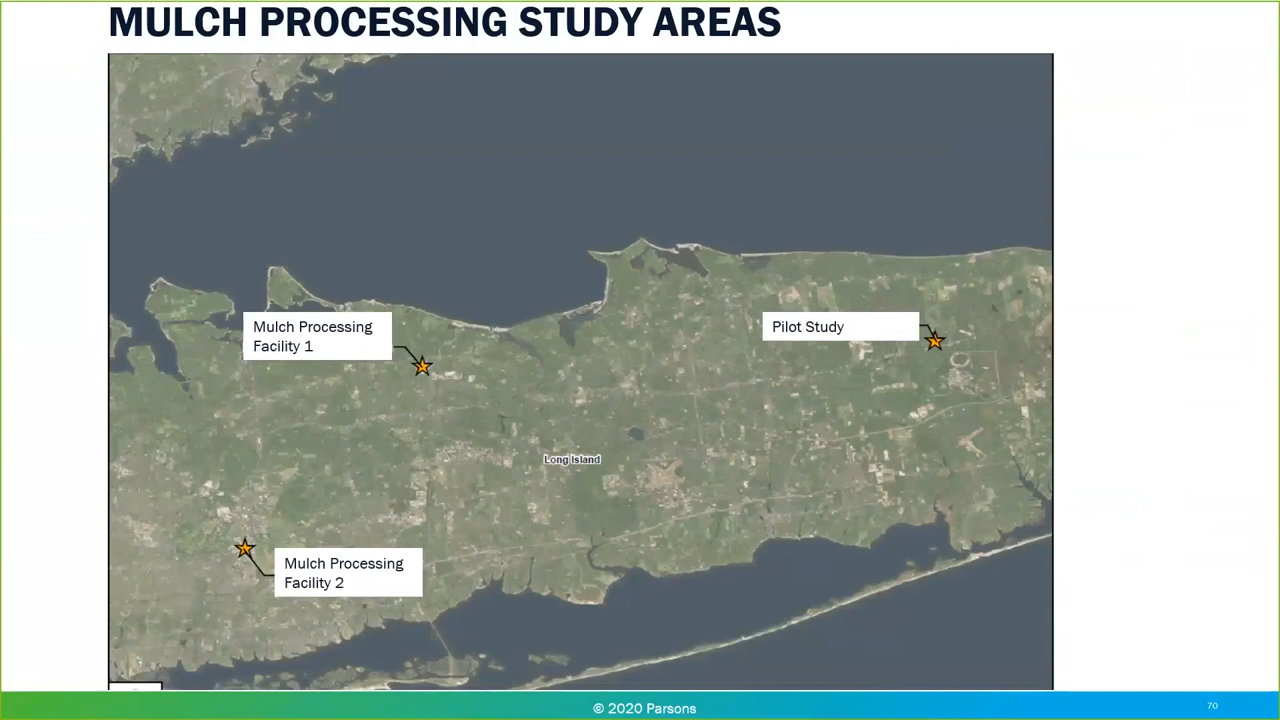 MULCH PROCESSING STUDY AREAS
Mulch Processing
Facility 1
Pilot Study
Long Island
Mulch Processing
Facility 2
© 2020 Parsons
70